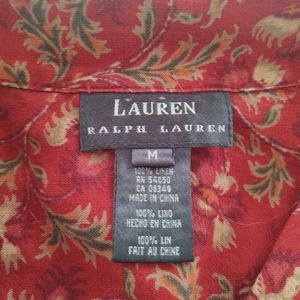 LAUREN
RALPH LAUREN
M
100% LINEN
RN 54050
CA 08349
MADE IN CHINA
100% LINO
HECHO EN CHINA
100% LIN
FAIT AU CHINE